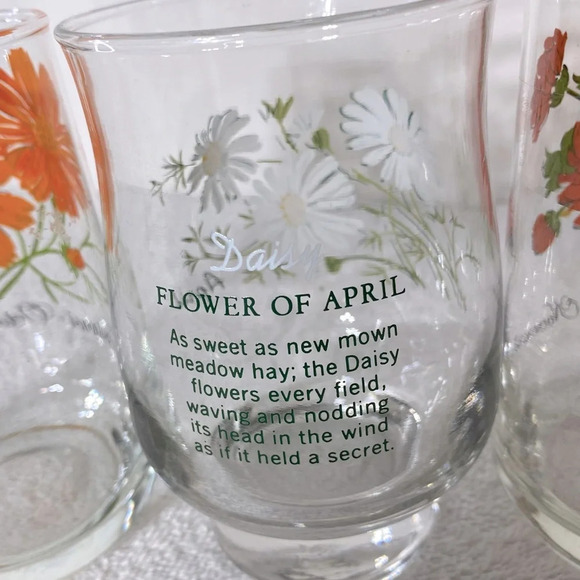 Daisy
FLOWER OF APRIL
As sweet as new mown
meadow hay; the Daisy
flowers every field,
waving and nodding
its head in the wind
as if it held a secret.